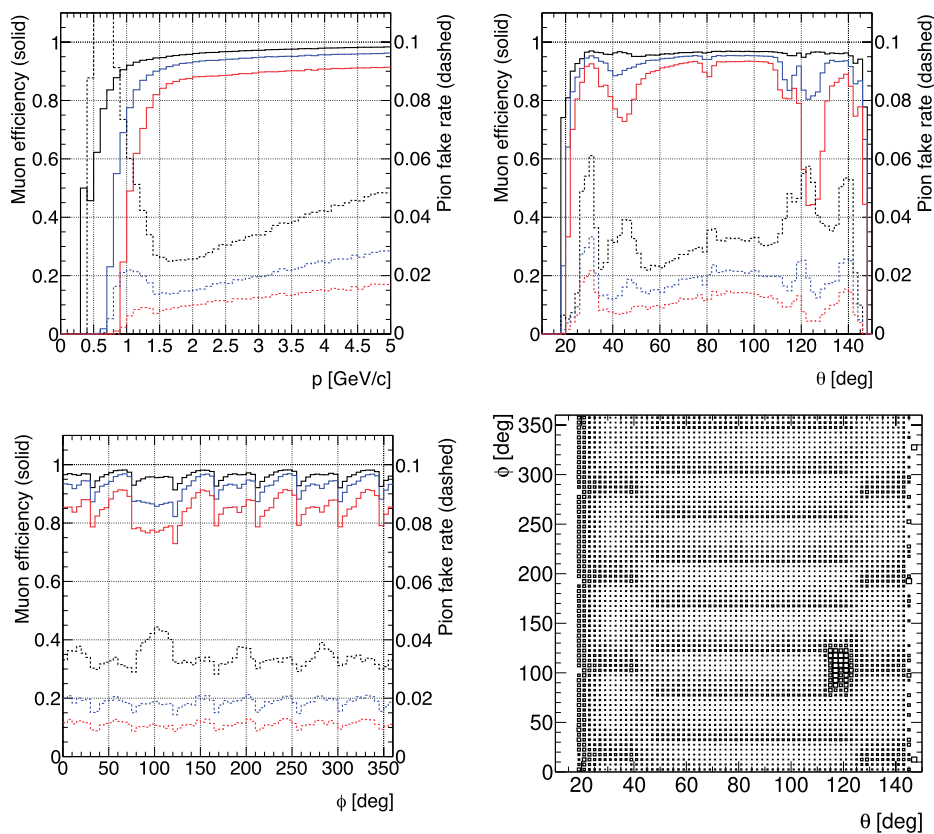 Muon efficiency (solid)
1
0.8
0.6
0.4
0.2
0
0.1
0.08
0.06
0.04
0.02
0
Pion fake rate (dashed)
0 0.5 1 1.5 2 2.5 3 3.5 4 4.5 5
p [GeV/c]
Muon efficiency (solid)
1
0.8
0.6
0.4
0.2
0
0.1
0.08
0.06
0.04
0.02
0
Pion fake rate (dashed)
20 40 60 80 100 120 140
θ [deg]
Muon efficiency (solid)
1
0.8
0.6
0.4
0.2
0
0.1
0.08
0.06
0.04
0.02
0
Pion fake rate (dashed)
0 50 100 150 200 250 300 350
ϕ [deg]
ϕ [deg]
350
300
250
200
150
100
50
0
20 40 60 80 100 120 140
θ [deg]